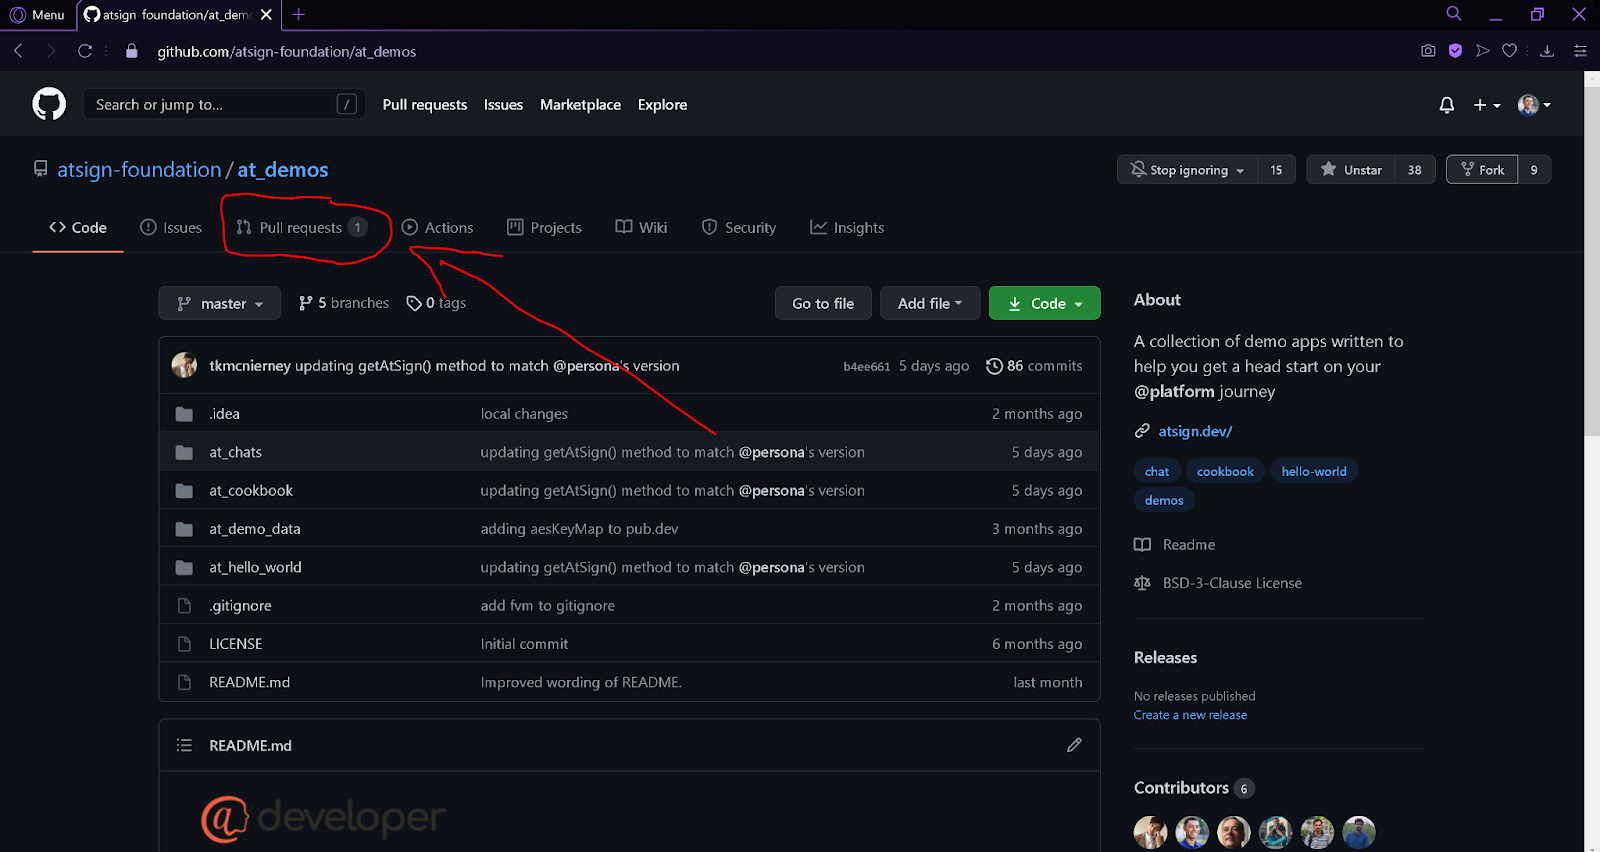 Menu
atsign-foundation/at_dem
github.com/atsign-foundation/at_demos
Search or jump to...
/
Pull requests
Issues
Marketplace
Explore
atsign-foundation / at_demos
Stop ignoring 15
Unstar 38
Fork 9
Code
Issues
Pull requests 1
Actions
Projects
Wiki
Security
Insights
master
5 branches
0 tags
Go to file
Add file
Code
tkmcnierney updating getAtSign() method to match @persona's version b4ee661 5 days ago 86 commits
.idea local changes 2 months ago
at_chats updating getAtSign() method to match @persona's version 5 days ago
at_cookbook updating getAtSign() method to match @persona's version 5 days ago
at_demo_data adding aesKeyMap to pub.dev 3 months ago
at_hello_world updating getAtSign() method to match @persona's version 5 days ago
.gitignore add fvm to gitignore 2 months ago
LICENSE Initial commit 6 months ago
README.md Improved wording of README. last month
README.md
@developer
About
A collection of demo apps written to
help you get a head start on your
@platform journey
atsign.dev/
chat cookbook hello-world
demos
Readme
BSD-3-Clause License
Releases
No releases published
Create a new release
Contributors 6